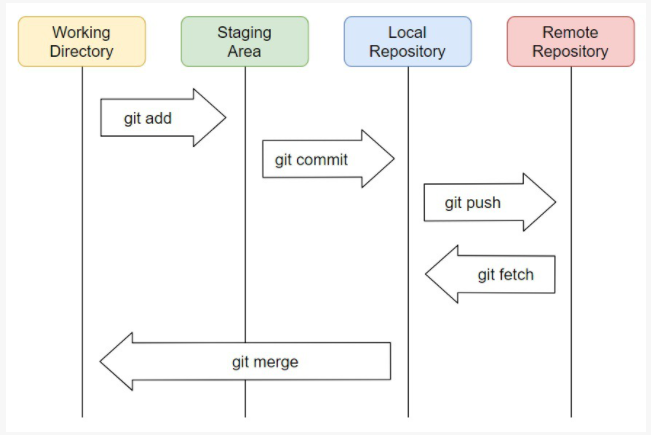 Working
Directory
Staging
Area
Local
Repository
Remote
Repository
git add
git commit
git push
git fetch
git merge